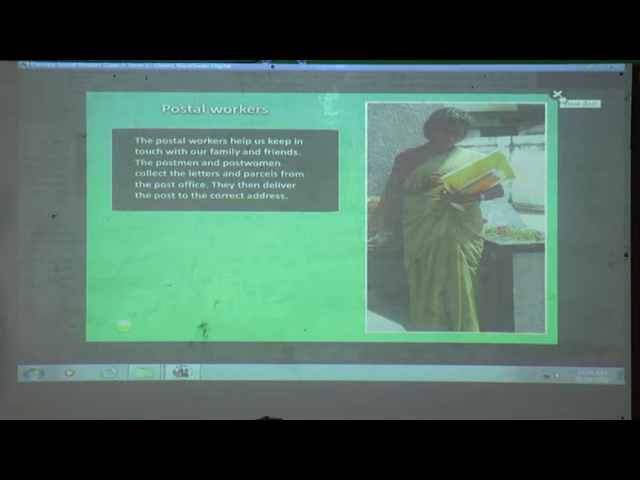 Postal workers
The postal workers help us keep in
touch with our family and friends.
The postmen and postwomen
collect the letters and parcels from
the post office. They then deliver
the post to the correct address.